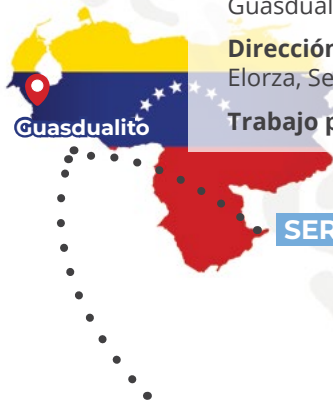 Guasdual
Dirección
Elorza, Se
Trabajo p
Guasdualito
SER